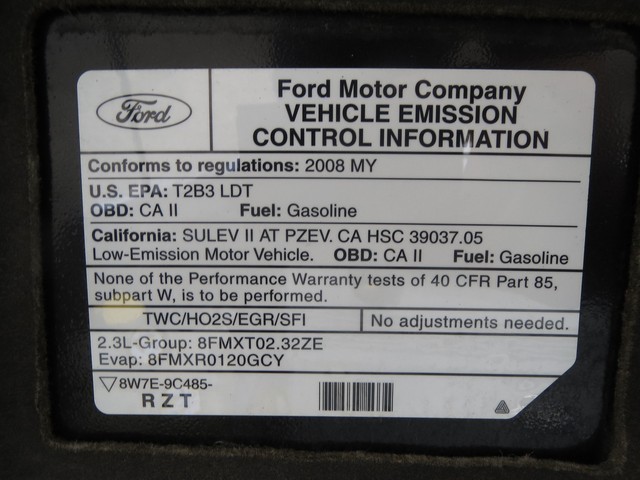 Ford
Ford Motor Company
VEHICLE EMISSION
CONTROL INFORMATION
Conforms to regulations: 2008 MY
U.S. EPA: T2B3 LDT
OBD: CA II Fuel: Gasoline
California: SULEV II AT PZEV. CA HSC 39037.05
Low-Emission Motor Vehicle. OBD: CA II Fuel: Gasoline
None of the Performance Warranty tests of 40 CFR Part 85,
subpart W, is to be performed.
TWC/HO2S/EGR/SFI No adjustments needed.
2.3L-Group: 8FMXT02.32ZE
Evap: 8FMXR0120GCY
8W7E-9C485-
RZT